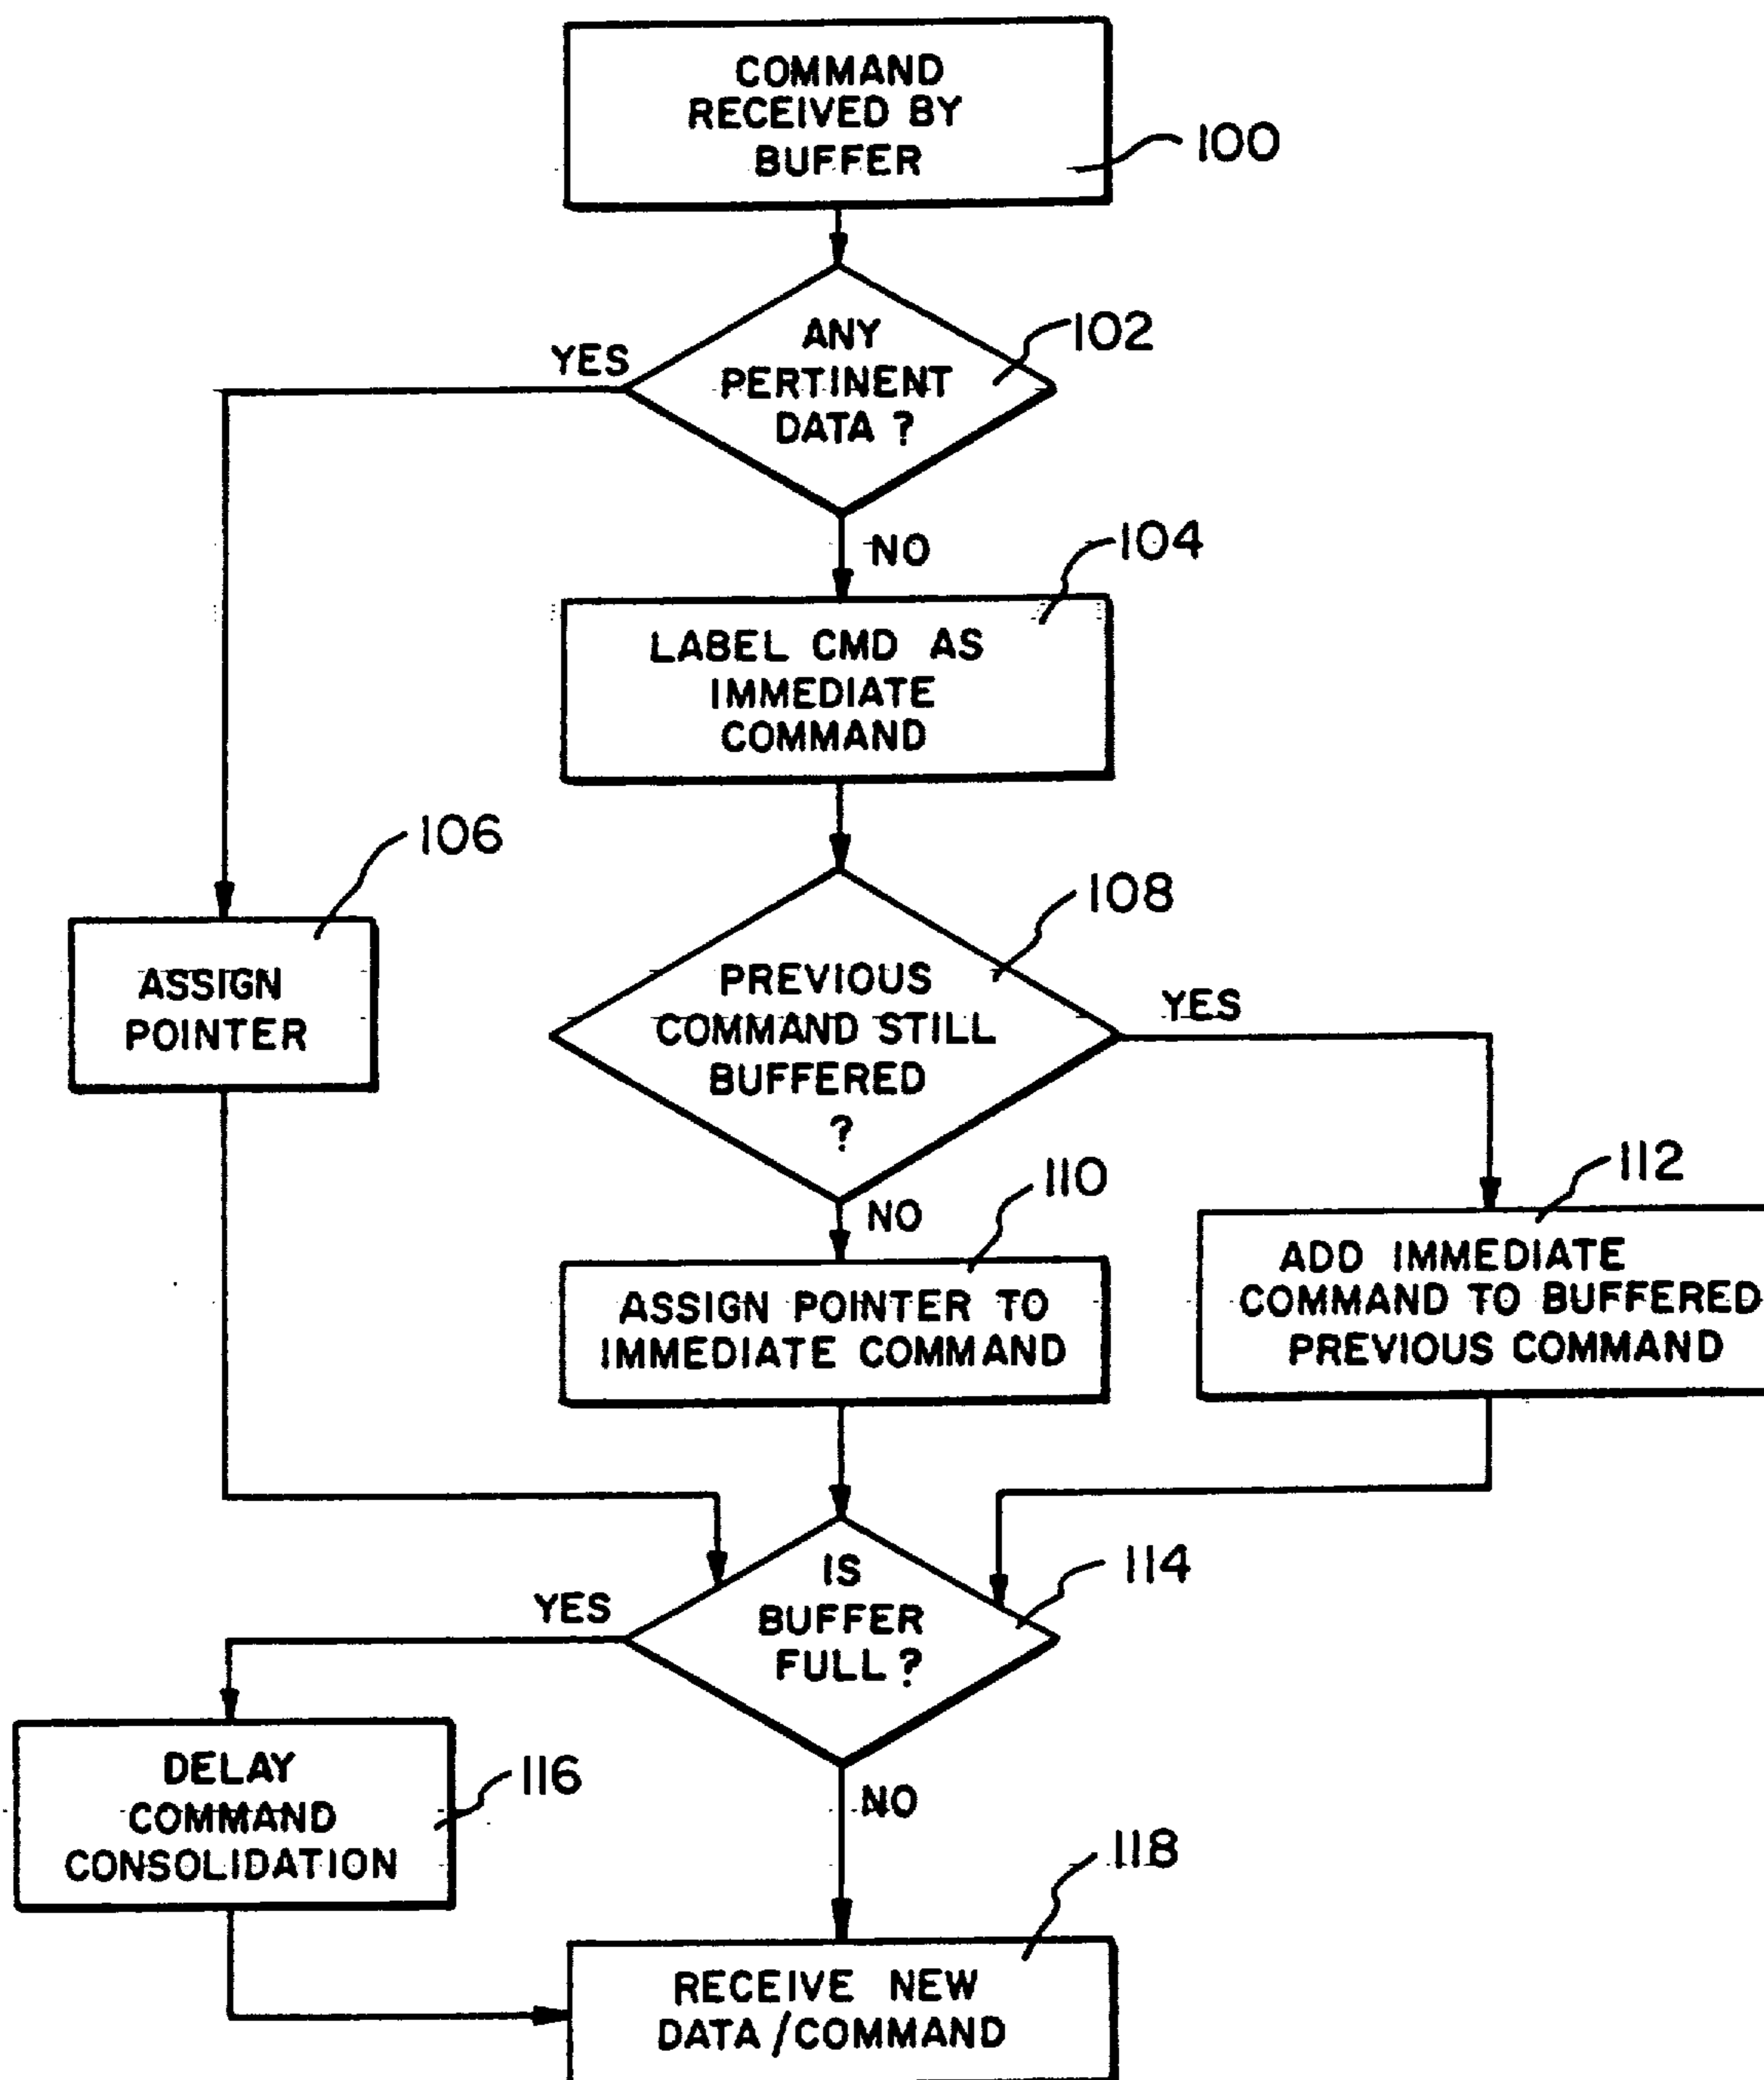 COMMAND
RECEIVED BY
BUFFER
100
ANY
PERTINENT
DATA ?
102
YES
NO
LABEL CMD AS
IMMEDIATE
COMMAND
104
ASSIGN
POINTER
106
PREVIOUS
COMMAND STILL
BUFFERED
?
108
YES
NO
ASSIGN POINTER TO
IMMEDIATE COMMAND
110
ADD IMMEDIATE
COMMAND TO BUFFERED
PREVIOUS COMMAND
112
IS
BUFFER
FULL ?
114
YES
NO
DELAY
COMMAND
CONSOLIDATION
116
RECEIVE NEW
DATA/COMMAND
118